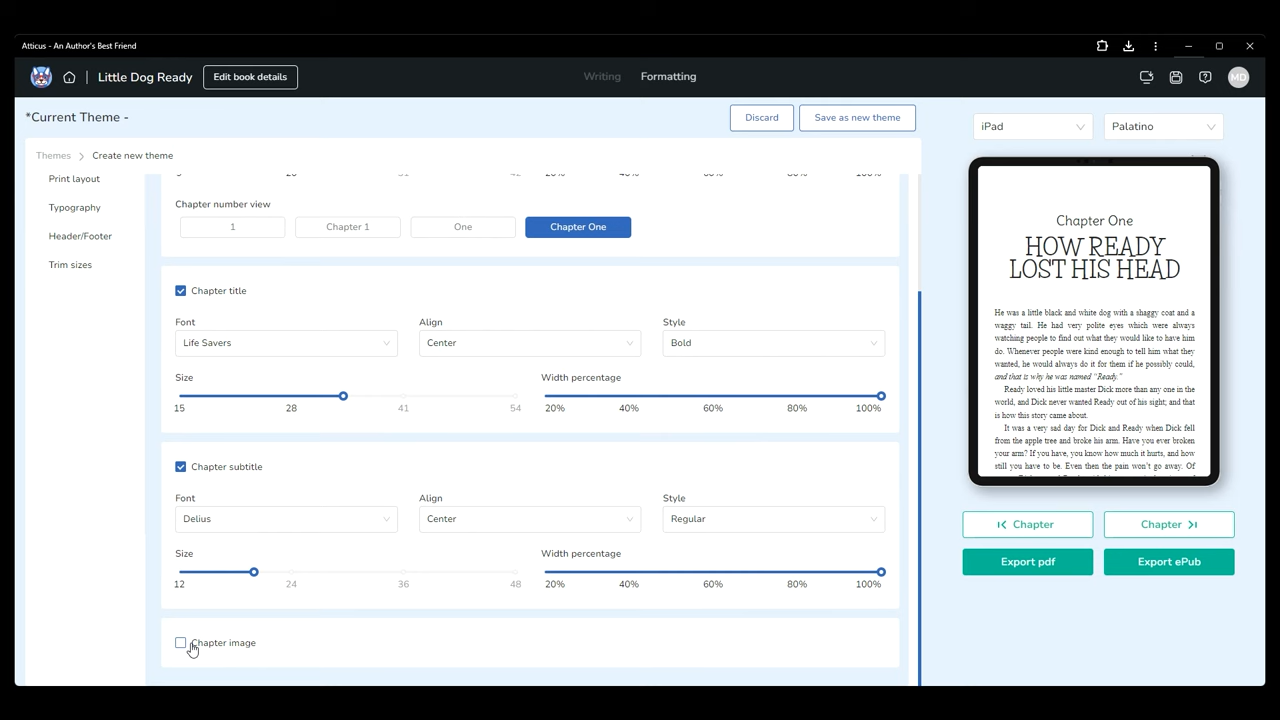 Atticus - An Author's Best Friend
Little Dog Ready
Edit book details
Writing
Formatting
MD
*Current Theme -
Discard
Save as new theme
iPad
Palatino
Themes
Create new theme
Print layout
Typography
Header/Footer
Trim sizes
Chapter number view
1
Chapter 1
One
Chapter One
Chapter title
Font
Align
Style
Life Savers
Center
Bold
Size
Width percentage
15
28
41
54
20%
40%
60%
80%
100%
Chapter subtitle
Font
Align
Style
Delius
Center
Regular
Size
Width percentage
12
24
36
48
20%
40%
60%
80%
100%
Chapter image
Chapter One
HOW READY
LOST HIS HEAD
He was a little black and white dog with a shaggy coat and a
waggy tail. He had very polite eyes which were always
watching people to find out what they would like to have him
do. Whenever people were kind enough to tell him what they
wanted, he would always do it for them if he possibly could,
and that is why he was named "Ready."
Ready loved his little master Dick more than any one in the
world, and Dick never wanted Ready out of his sight; and that
is how this story came about.
It was a very sad day for Dick and Ready when Dick fell
from the apple tree and broke his arm. Have you ever broken
your arm? If you have, you know how much it hurts, and how
still you have to be. Even then the pain won't go away. Of
Chapter
Chapter
Export pdf
Export ePub